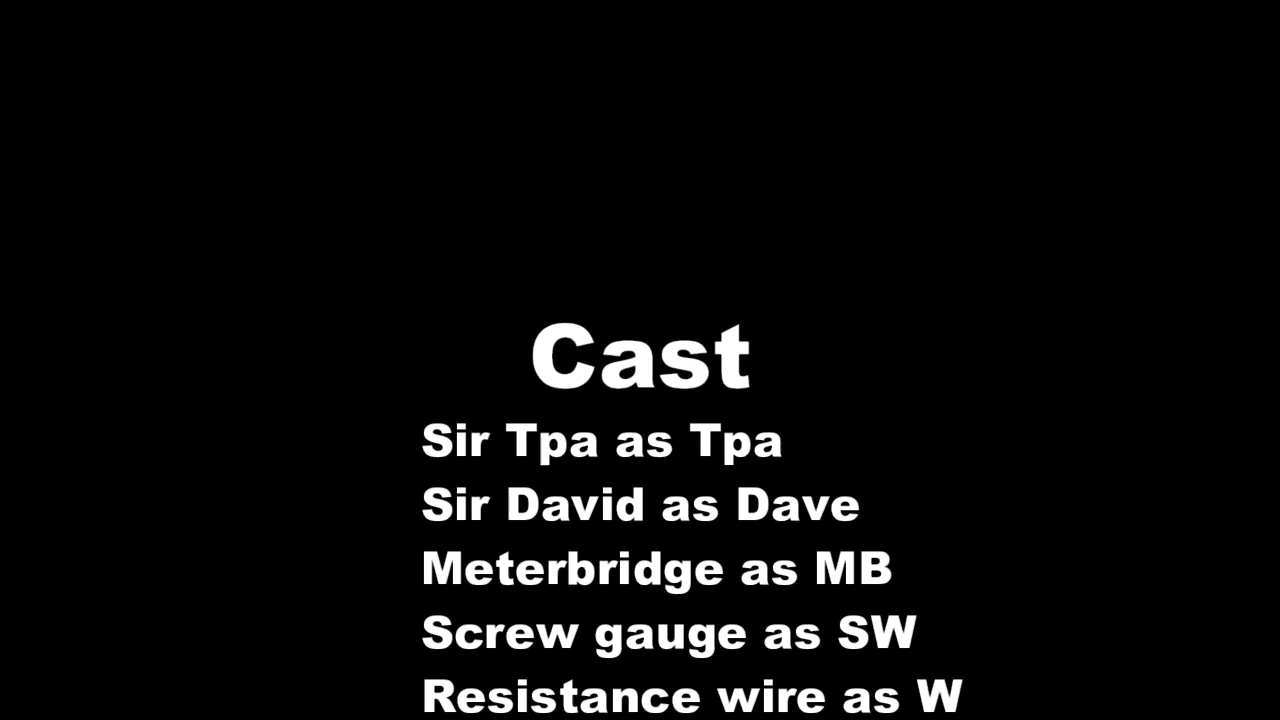 Cast
Sir Tpa as Tpa
Sir David as Dave
Meterbridge as MB
Screw gauge as SW
Resistance wire as W